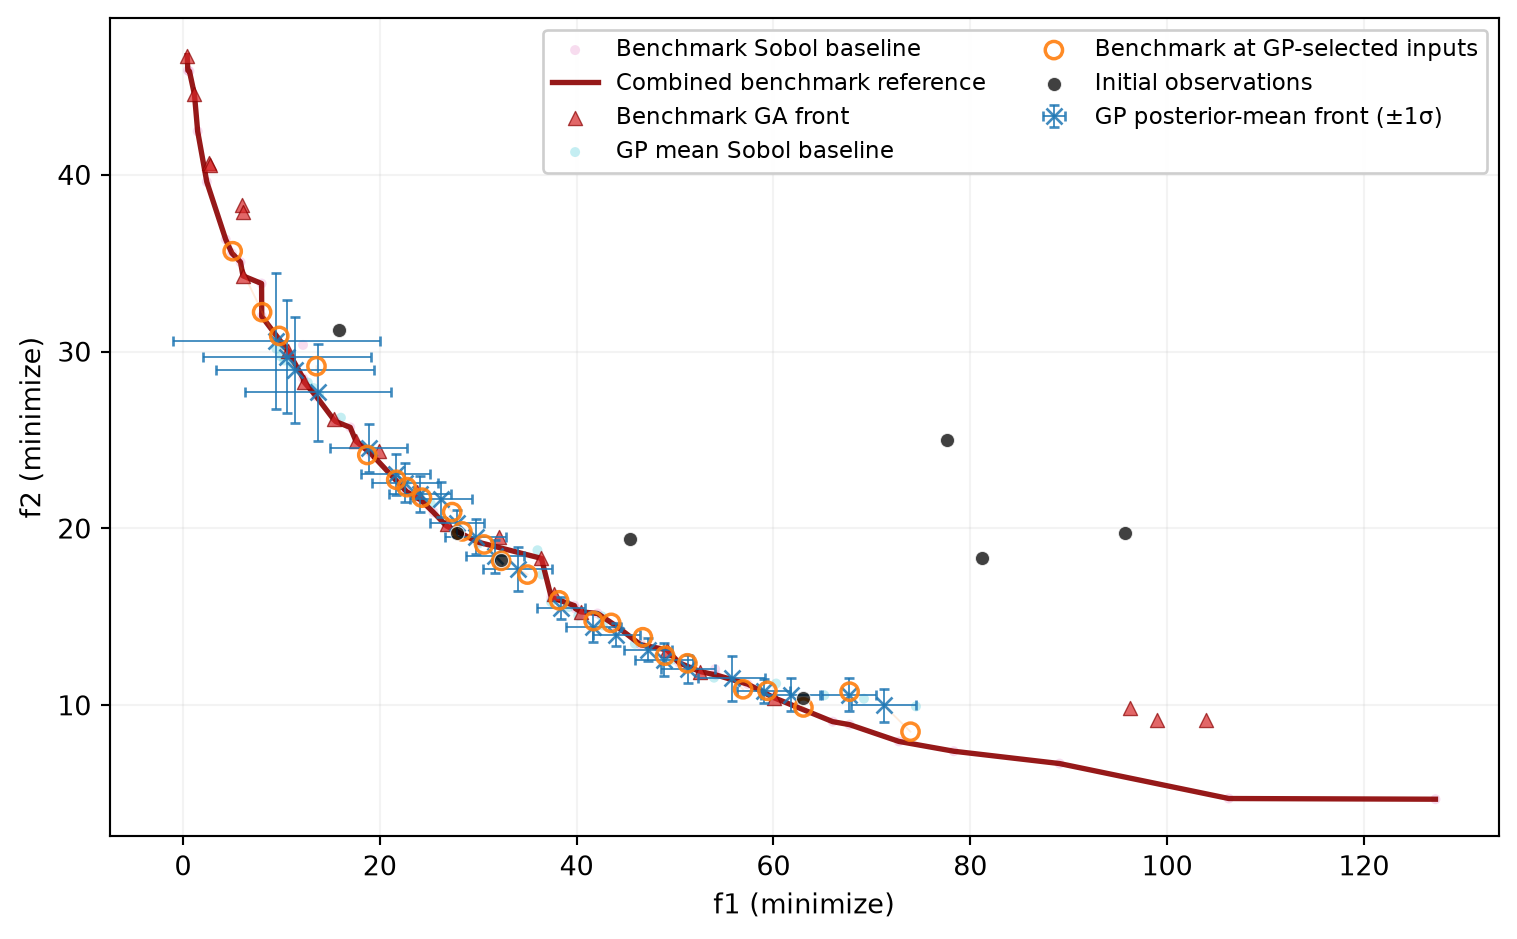 Benchmark Sobol baseline
Combined benchmark reference
Benchmark GA front
GP mean Sobol baseline
Benchmark at GP-selected inputs
Initial observations
GP posterior-mean front (±1σ)
f2 (minimize)
40
30
20
10
0
20
40
60
80
100
120
f1 (minimize)